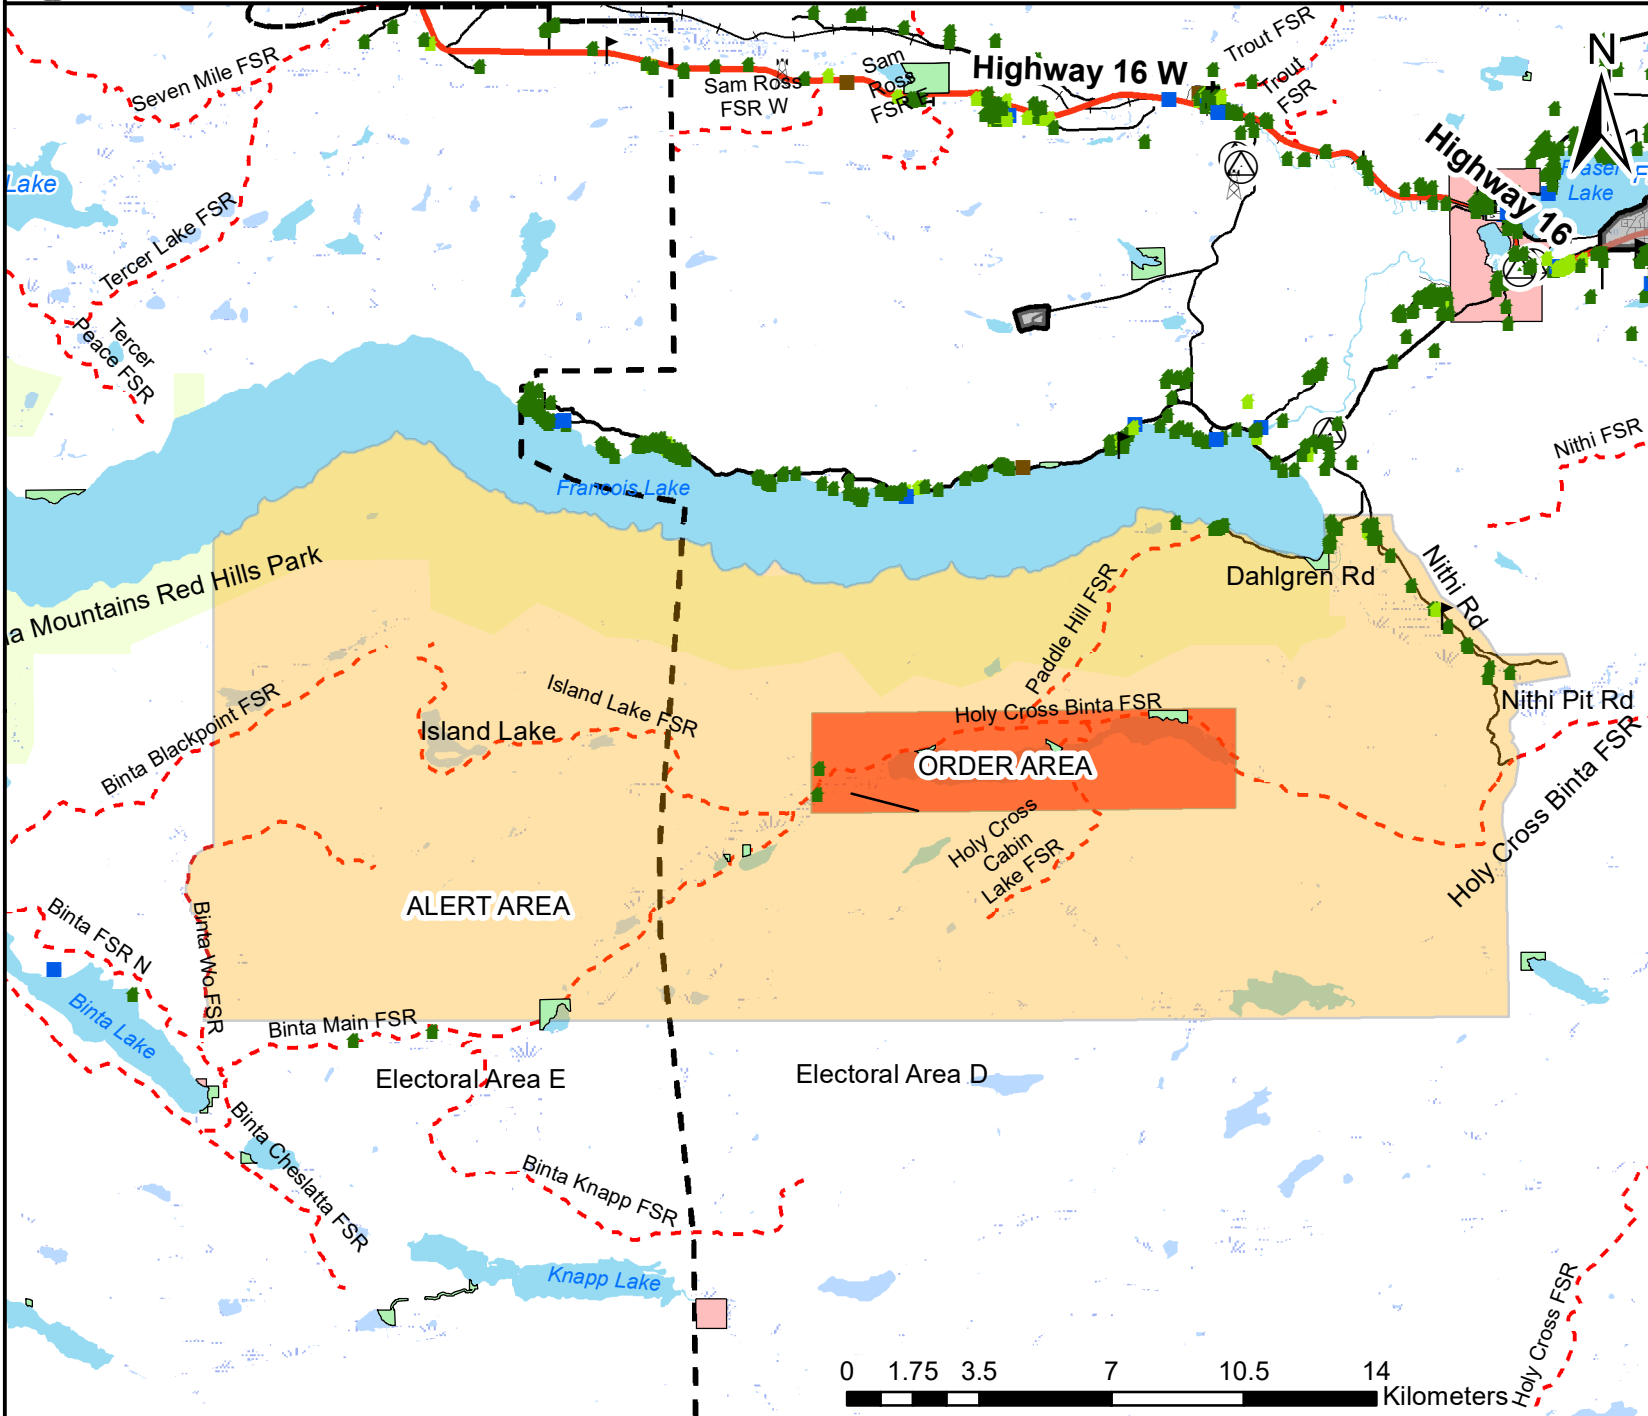 Seven Mile FSR
Sam Ross
FSR W
Sam
Ross
FSR E
Highway 16 W
Trout FSR
Trout
FSR
N
Highway 16
Fraser
Lake
F
Lake
Tercer Lake FSR
Tercer
Peace FSR
Francois Lake
Nithi FSR
la Mountains Red Hills Park
Dahlgren Rd
Nithi Rd
Paddle Hill FSR
Nithi Pit Rd
Binta Blackpoint FSR
Island Lake
Island Lake FSR
Holy Cross Binta FSR
ORDER AREA
Holy Cross
Cabin
Lake FSR
Holy Cross Binta FSR
ALERT AREA
Binta FSR N
Binta Wo FSR
Binta Lake
Binta Main FSR
Electoral Area E
Electoral Area D
Binta Cheslatta FSR
Binta Knapp FSR
Knapp Lake
Holy Cross FSR
0 1.75 3.5 7 10.5 14
Kilometers